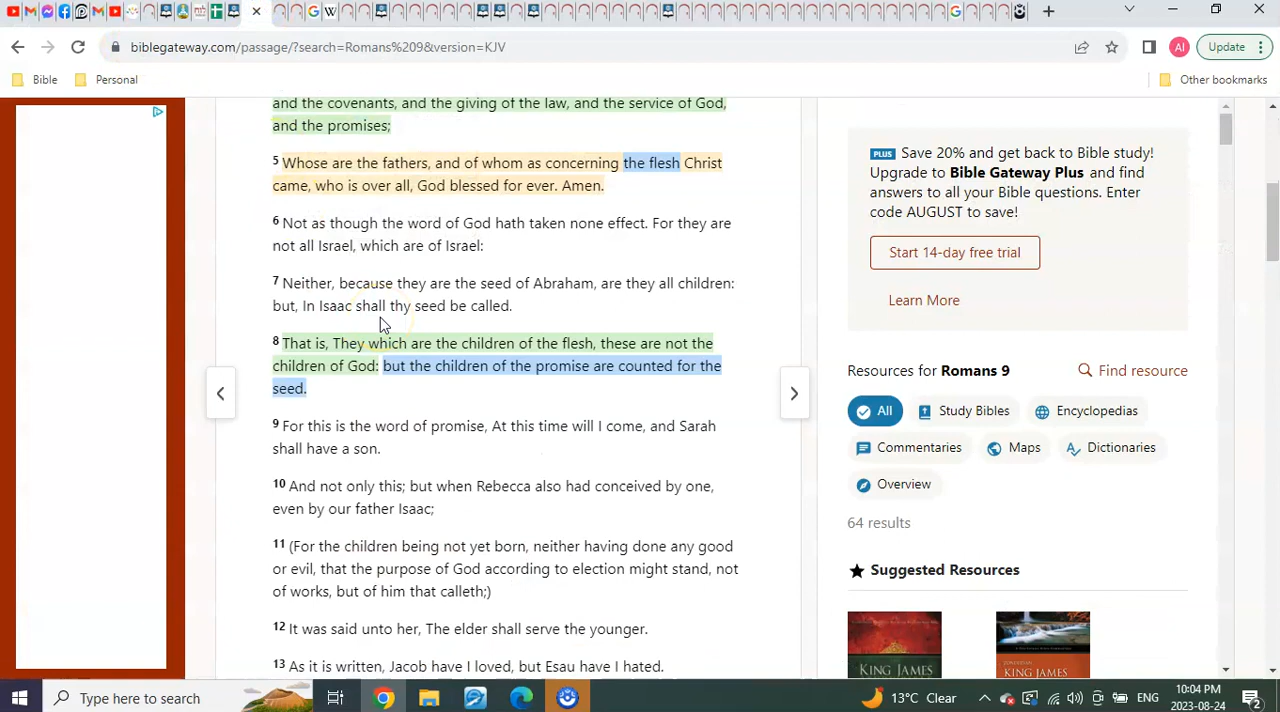 biblegateway.com/passage/?search=Romans%209&version=KJV
AI
Update
Bible
Personal
Other bookmarks
and the covenants, and the giving of the law, and the service of God,
and the promises;
5 Whose are the fathers, and of whom as concerning the flesh Christ
came, who is over all, God blessed for ever. Amen.
6 Not as though the word of God hath taken none effect. For they are
not all Israel, which are of Israel:
7 Neither, because they are the seed of Abraham, are they all children:
but, In Isaac shall thy seed be called.
8 That is, They which are the children of the flesh, these are not the
children of God: but the children of the promise are counted for the
seed.
9 For this is the word of promise, At this time will I come, and Sarah
shall have a son.
10 And not only this; but when Rebecca also had conceived by one,
even by our father Isaac;
11 (For the children being not yet born, neither having done any good
or evil, that the purpose of God according to election might stand, not
of works, but of him that calleth;)
12 It was said unto her, The elder shall serve the younger.
13 As it is written, Jacob have I loved, but Esau have I hated.
PLUS Save 20% and get back to Bible study!
Upgrade to Bible Gateway Plus and find
answers to all your Bible questions. Enter
code AUGUST to save!
Start 14-day free trial
Learn More
Resources for Romans 9
Find resource
All
Study Bibles
Encyclopedias
Commentaries
Maps
Dictionaries
Overview
64 results
Suggested Resources
KING JAMES
KING JAMES
Type here to search
13°C Clear
ENG
10:04 PM
2023-08-24
2